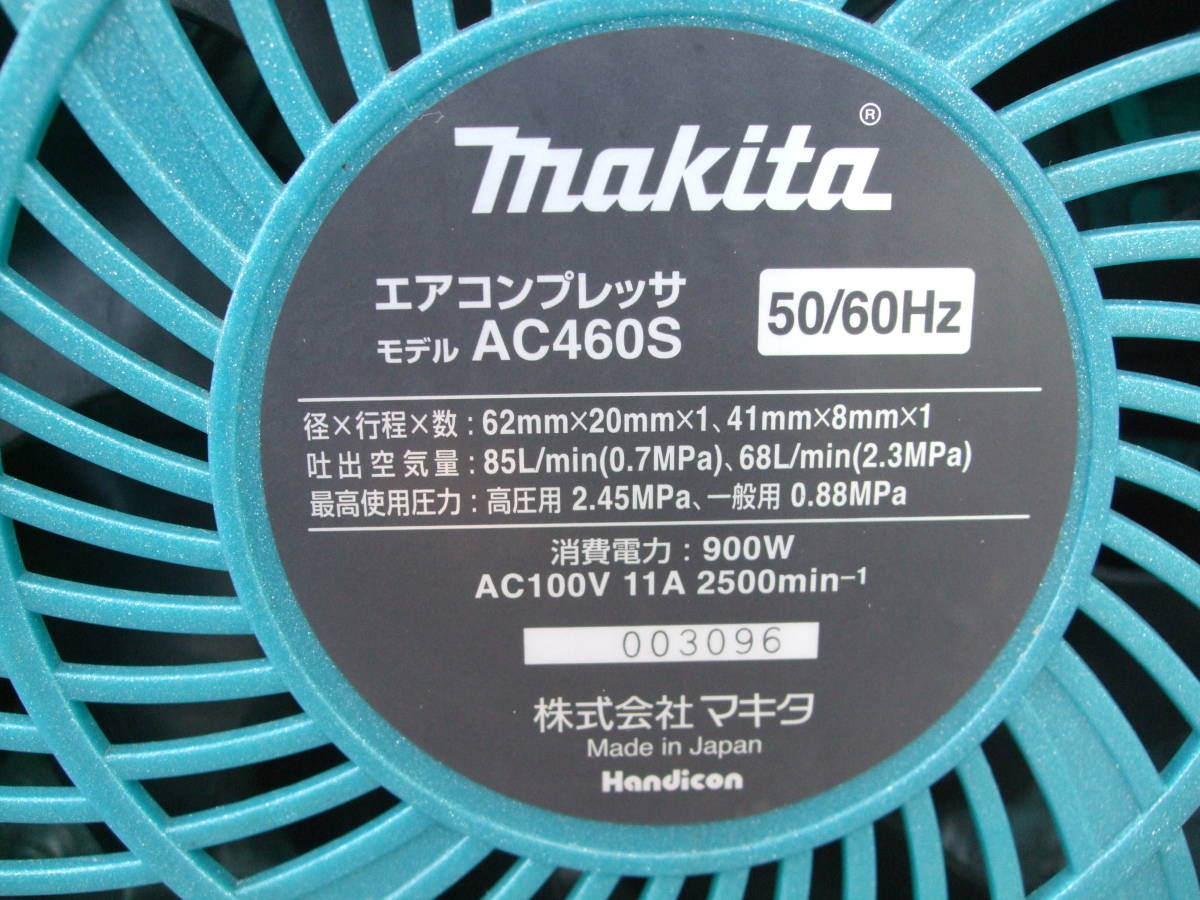 makita®
エアコンプレッサ
モデル AC460S
50/60Hz
径×行程×数：62mm×20mm×1、41mm×8mm×1
吐出空気量：85L/min(0.7MPa)、68L/min(2.3MPa)
最高使用圧力：高圧用 2.45MPa、一般用 0.88MPa
消費電力：900W
AC100V 11A 2500min⁻¹
003096
株式会社 マキタ
Made in Japan
Handicon